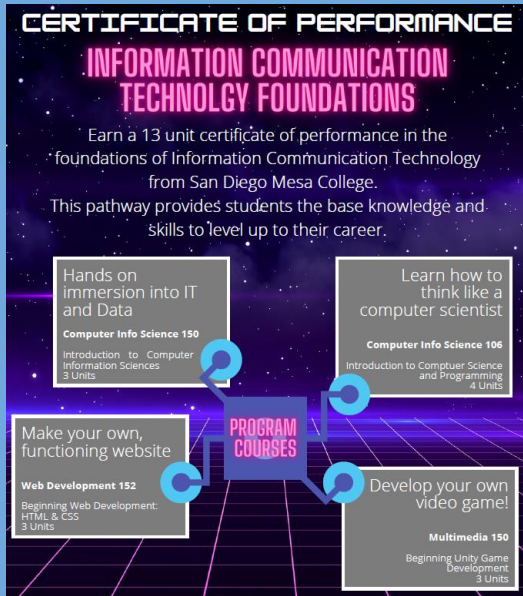 CERTIFICATE OF PERFORMANCE
INFORMATION COMMUNICATION
TECHNOLGY FOUNDATIONS
Earn a 13 unit certificate of performance in the
foundations of Information Communication Technology
from San Diego Mesa College.
This pathway provides students the base knowledge and
skills to level up to their career.
Hands on
immersion into IT
and Data
Computer Info Science 150
Introduction to Computer
Information Sciences
3 Units
Learn how to
think like a
computer scientist
Computer Info Science 106
Introduction to Comptuer Science
and Programming
4 Units
PROGRAM
COURSES
Make your own,
functioning website
Web Development 152
Beginning Web Development:
HTML & CSS
3 Units
Develop your own
video game!
Multimedia 150
Beginning Unity Game
Development
3 Units